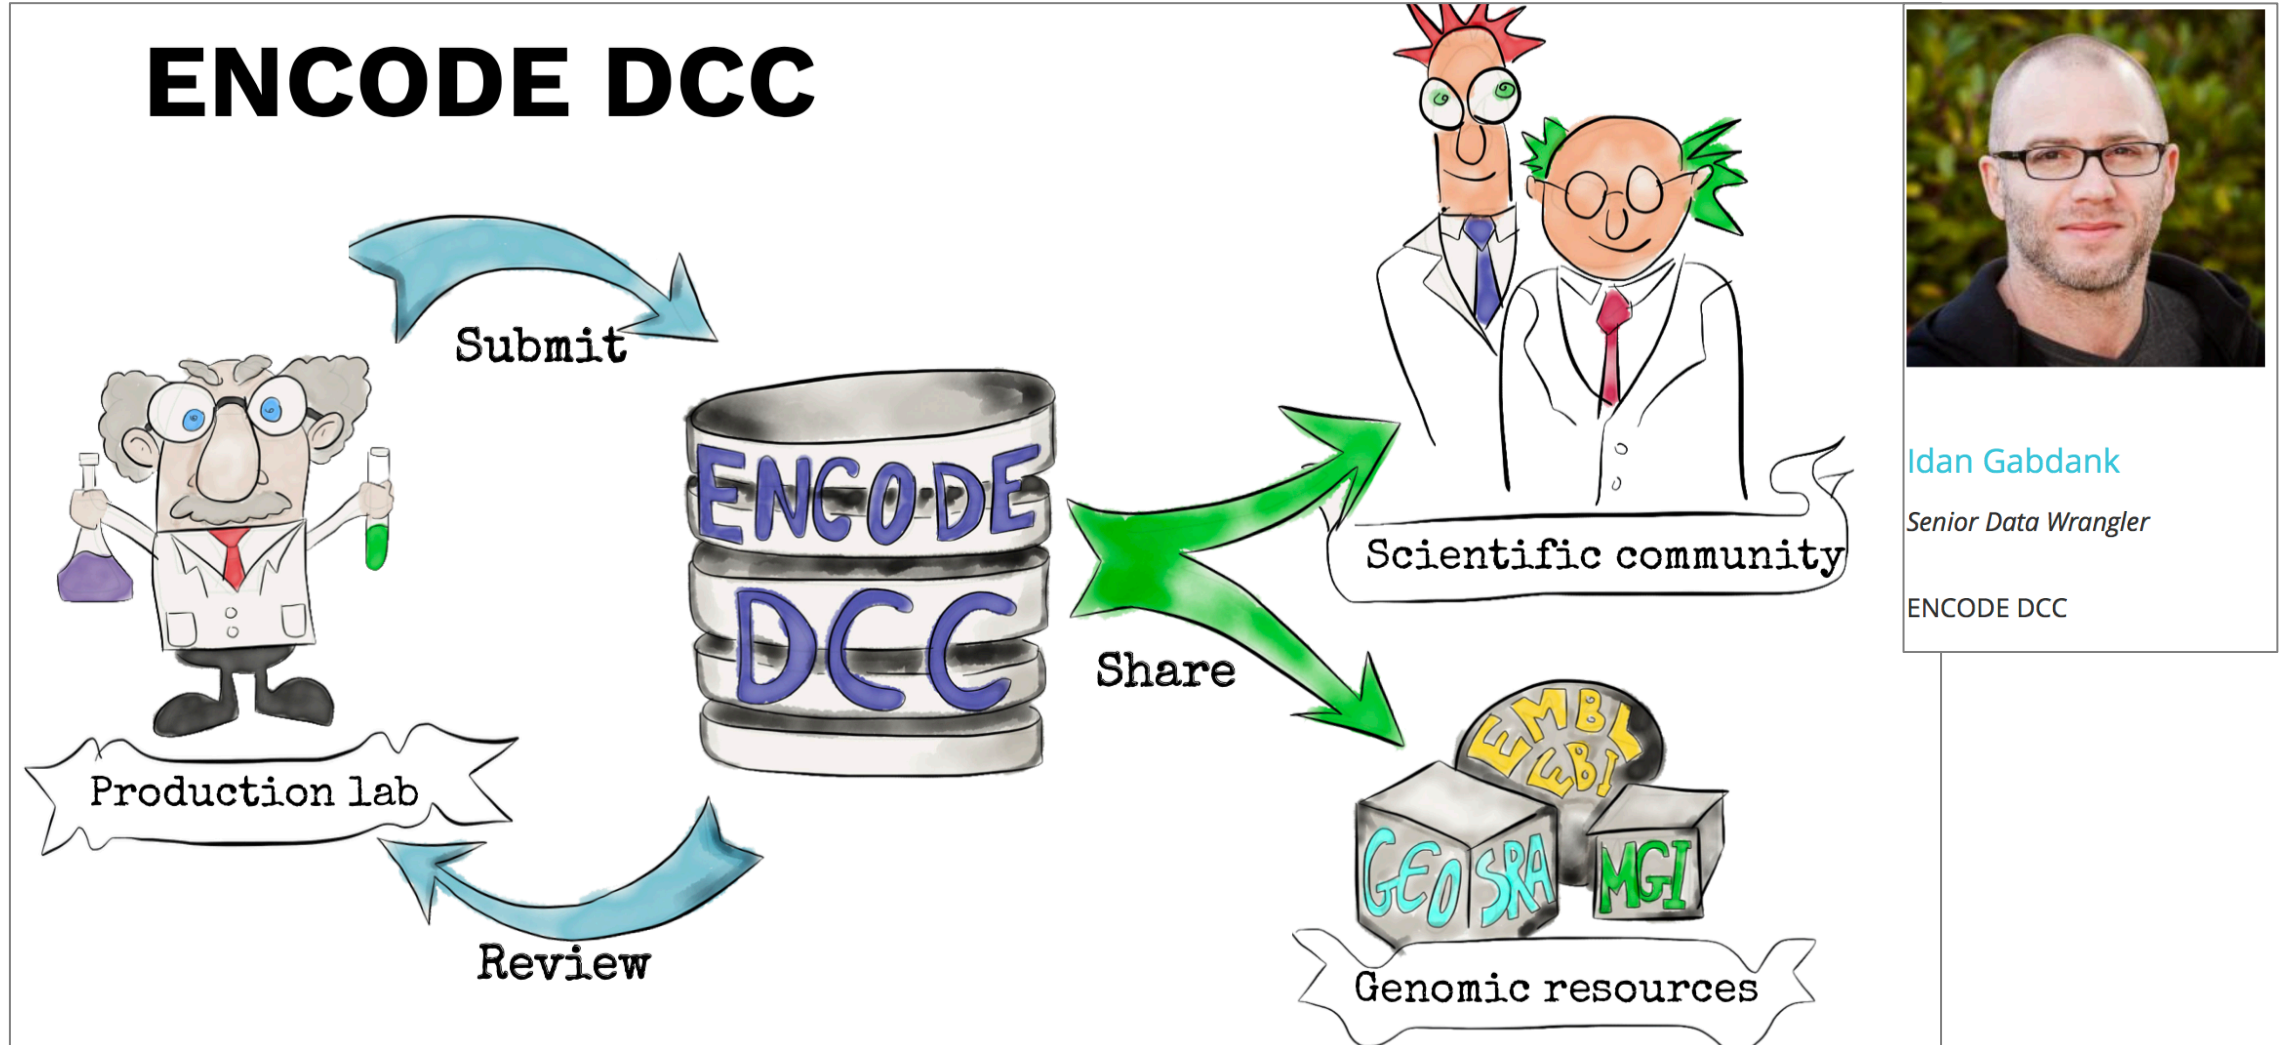 ENCODE DCC
Submit
ENCODE
DCC
Production lab
Review
Share
Scientific community
EMBL
EBI
GEO SRA
MGI
Genomic resources
Idan Gabdank
Senior Data Wrangler
ENCODE DCC